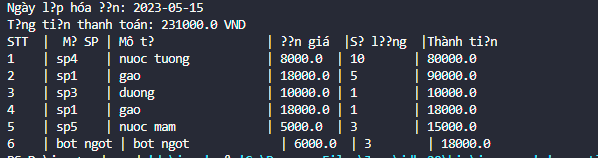 Ngày l?p hóa ??n: 2023-05-15
T?ng ti?n thanh toán: 231000.0 VND
STT | M? SP | Mô t? | ??n giá |S? l??ng |Thành ti?n
1 | sp4 | nuoc tuong | 8000.0 | 10 | 80000.0
2 | sp1 | gao | 18000.0 | 5 | 90000.0
3 | sp3 | duong | 10000.0 | 1 | 10000.0
4 | sp1 | gao | 18000.0 | 1 | 18000.0
5 | sp5 | nuoc mam | 5000.0 | 3 | 15000.0
6 | bot ngot | bot ngot | 6000.0 | 3 | 18000.0